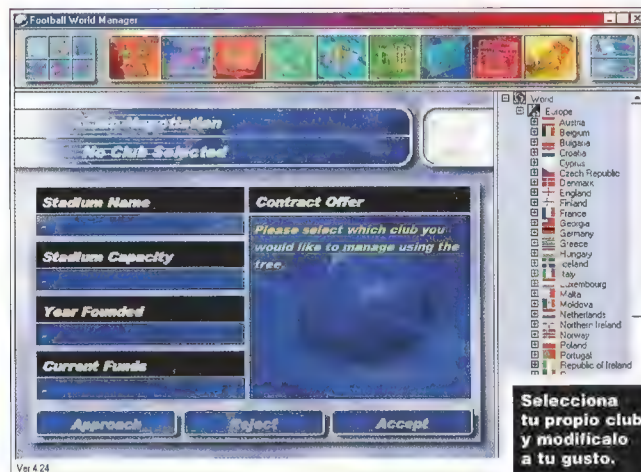 Football World Manager
Negotiation
No Club Selected
Stadium Name
-
Stadium Capacity
-
Year Founded
-
Current Funds
-
Contract Offer
Please select which club you
would like to manage using the
tree.
Approach
Reject
Accept
Ver 4.24
World
Europe
Austria
Belgium
Bulgaria
Croatia
Cyprus
Czech Republic
Denmark
England
Finland
France
Georgia
Germany
Greece
Hungary
Iceland
Italy
Luxembourg
Malta
Moldova
Netherlands
Northern Ireland
Norway
Poland
Portugal
Republic of Ireland
Selecciona
tu propio club
y modifícalo
a tu gusto.